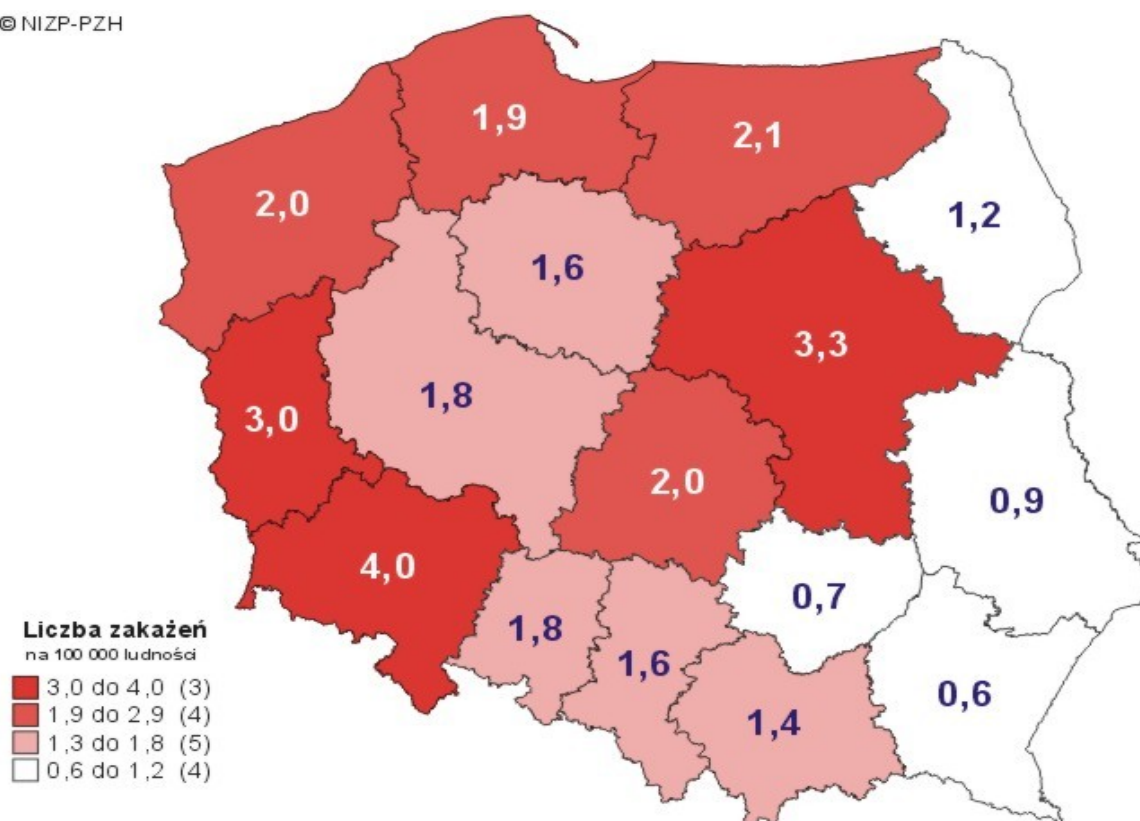 © NIZP-PZH
1,9
2,1
2,0
1,2
1,6
3,3
1,8
3,0
2,0
0,9
4,0
0,7
1,8
1,6
0,6
1,4
Liczba zakażeń
na 100 000 ludności
3,0 do 4,0 (3)
1,9 do 2,9 (4)
1,3 do 1,8 (5)
0,6 do 1,2 (4)